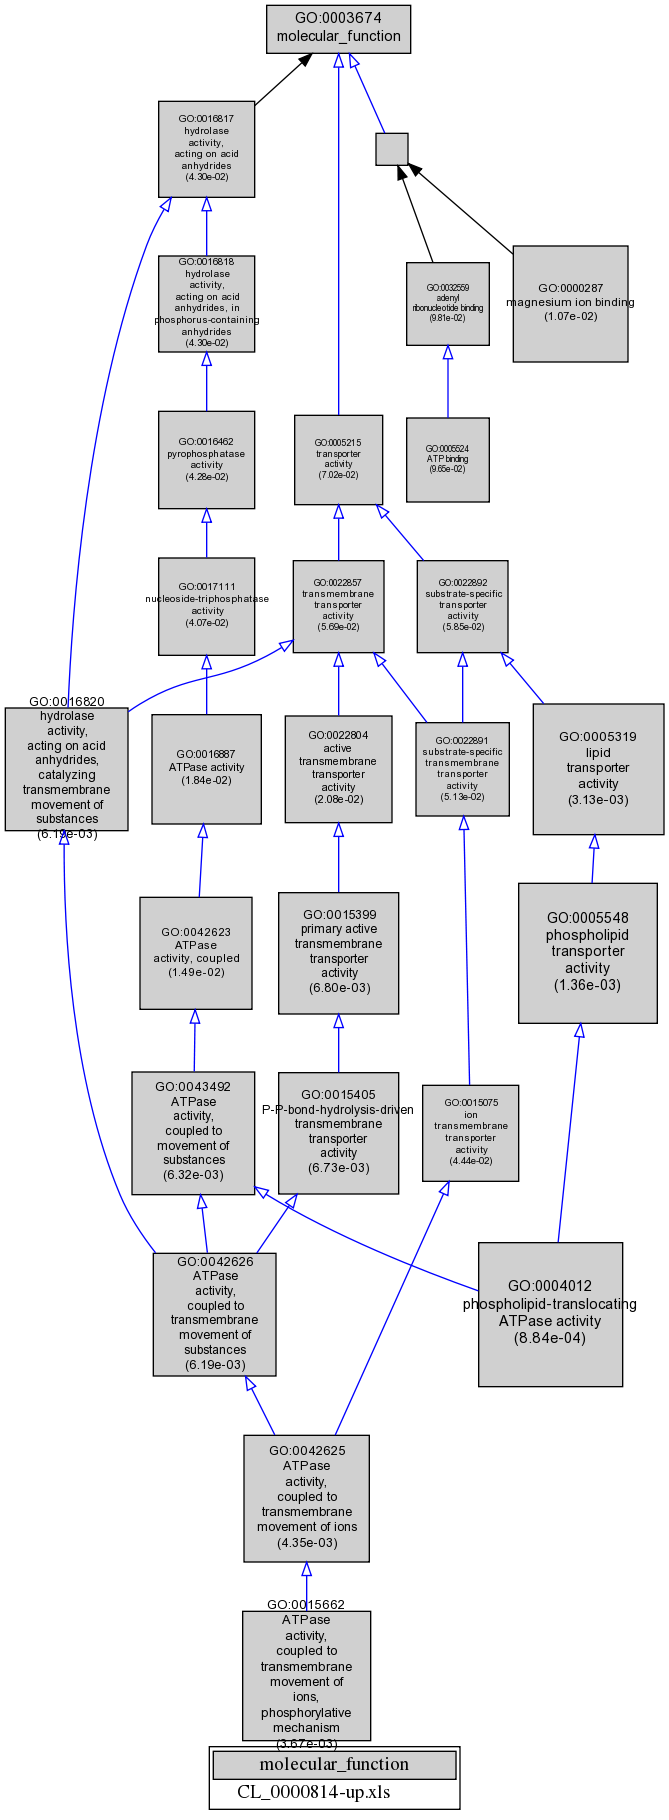 GO:0003674
molecular_function
GO:0016817
hydrolase
activity,
acting on acid
anhydrides
(4.30e-02)
GO:0016818
hydrolase
activity,
acting on acid
anhydrides, in
phosphorus-containing
anhydrides
(4.30e-02)
GO:0032559
adenyl
ribonucleotide binding
(9.81e-02)
GO:0000287
magnesium ion binding
(1.07e-02)
GO:0016462
pyrophosphatase
activity
(4.28e-02)
GO:0005215
transporter
activity
(7.02e-02)
GO:0005524
ATP binding
(9.65e-02)
GO:0017111
nucleoside-triphosphatase
activity
(4.07e-02)
GO:0022857
transmembrane
transporter
activity
(5.69e-02)
GO:0022892
substrate-specific
transporter
activity
(5.85e-02)
GO:0016820
hydrolase
activity,
acting on acid
anhydrides,
catalyzing
transmembrane
movement of
substances
(6.19e-03)
GO:0016887
ATPase activity
(1.84e-02)
GO:0022804
active
transmembrane
transporter
activity
(2.08e-02)
GO:0022891
substrate-specific
transmembrane
transporter
activity
(5.13e-02)
GO:0005319
lipid
transporter
activity
(3.13e-03)
GO:0042623
ATPase
activity, coupled
(1.49e-02)
GO:0015399
primary active
transmembrane
transporter
activity
(6.80e-03)
GO:0005548
phospholipid
transporter
activity
(1.36e-03)
GO:0043492
ATPase
activity,
coupled to
movement of
substances
(6.32e-03)
GO:0015405
P-P-bond-hydrolysis-driven
transmembrane
transporter
activity
(6.73e-03)
GO:0015075
ion
transmembrane
transporter
activity
(4.44e-02)
GO:0042626
ATPase
activity,
coupled to
transmembrane
movement of
substances
(6.19e-03)
GO:0004012
phospholipid-translocating
ATPase activity
(8.84e-04)
GO:0042625
ATPase
activity,
coupled to
transmembrane
movement of ions
(4.35e-03)
GO:0015662
ATPase
activity,
coupled to
transmembrane
movement of
ions,
phosphorylative
mechanism
(3.67e-03)
molecular_function
CL_0000814-up.xls